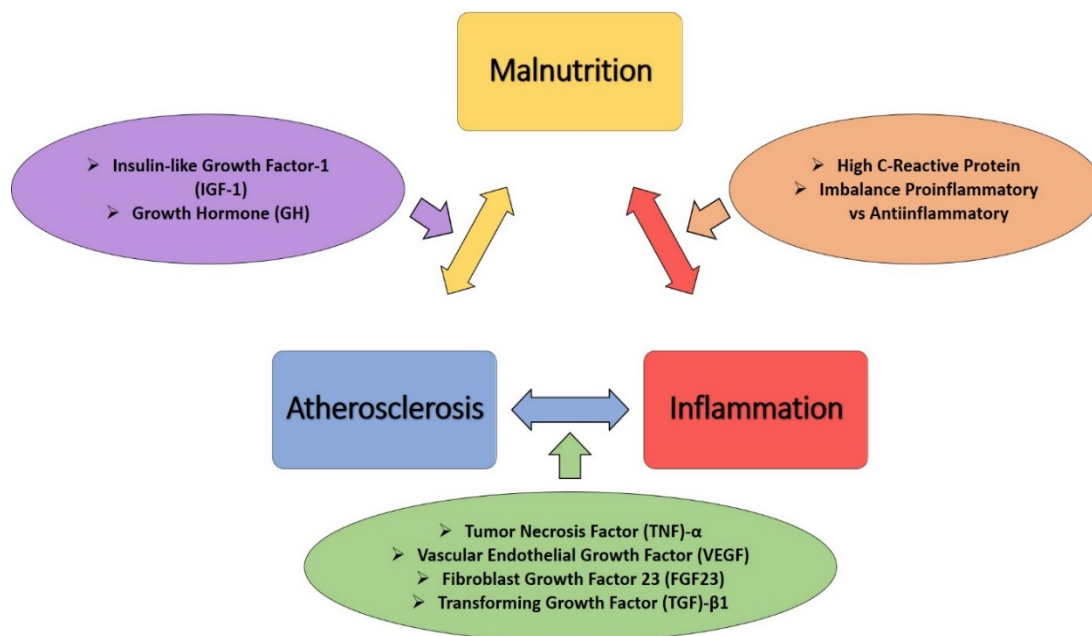 Malnutrition
➢ Insulin-like Growth Factor-1
(IGF-1)
➢ Growth Hormone (GH)
➢ High C-Reactive Protein
➢ Imbalance Proinflammatory
vs Antiinflammatory
Atherosclerosis
Inflammation
➢ Tumor Necrosis Factor (TNF)-α
➢ Vascular Endothelial Growth Factor (VEGF)
➢ Fibroblast Growth Factor 23 (FGF23)
➢ Transforming Growth Factor (TGF)-β1